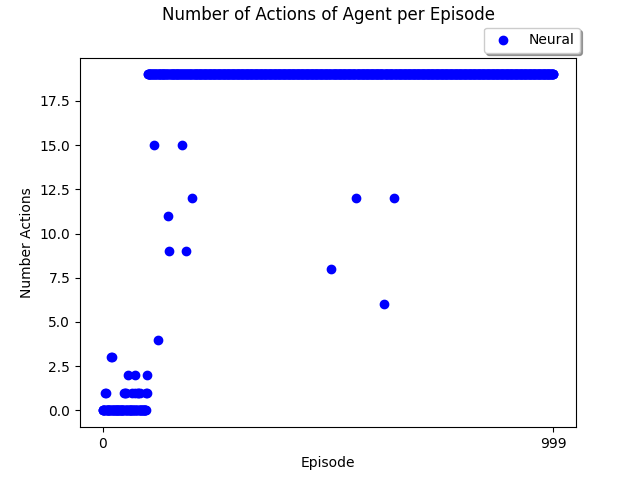 Number of Actions of Agent per Episode
Neural
17.5
15.0
12.5
10.0
7.5
5.0
2.5
0.0
Number Actions
0
999
Episode